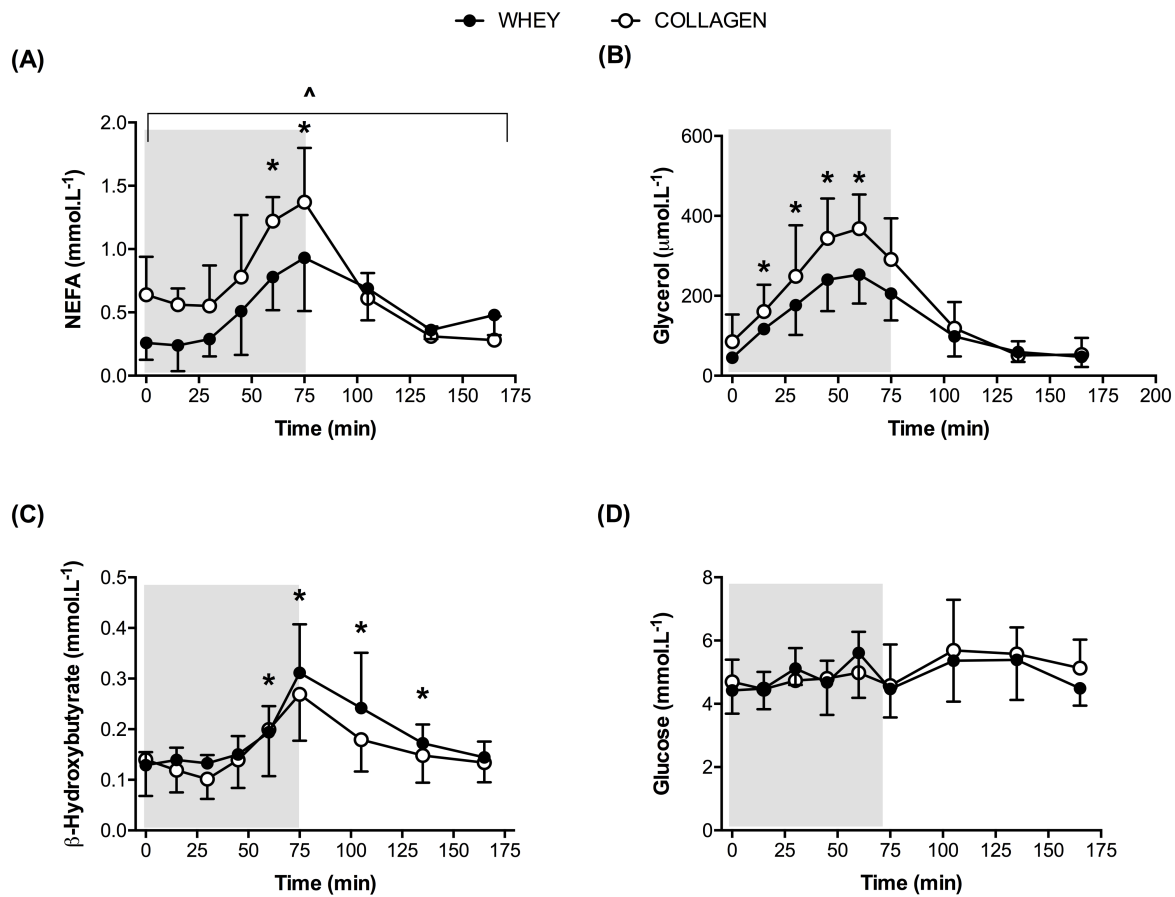 WHEY COLLAGEN
(A)
^
NEFA (mmol.L-1)
2.0
1.5
1.0
0.5
0.0
* *
0 25 50 75 100 125 150 175
Time (min)
(B)
Glycerol (μmol.L-1)
600
400
200
0
* * * *
0 25 50 75 100 125 150 175 200
Time (min)
(C)
β-Hydroxybutyrate (mmol.L-1)
0.5
0.4
0.3
0.2
0.1
0.0
* * * *
0 25 50 75 100 125 150 175
Time (min)
(D)
Glucose (mmol.L-1)
8
6
4
2
0
0 25 50 75 100 125 150 175
Time (min)